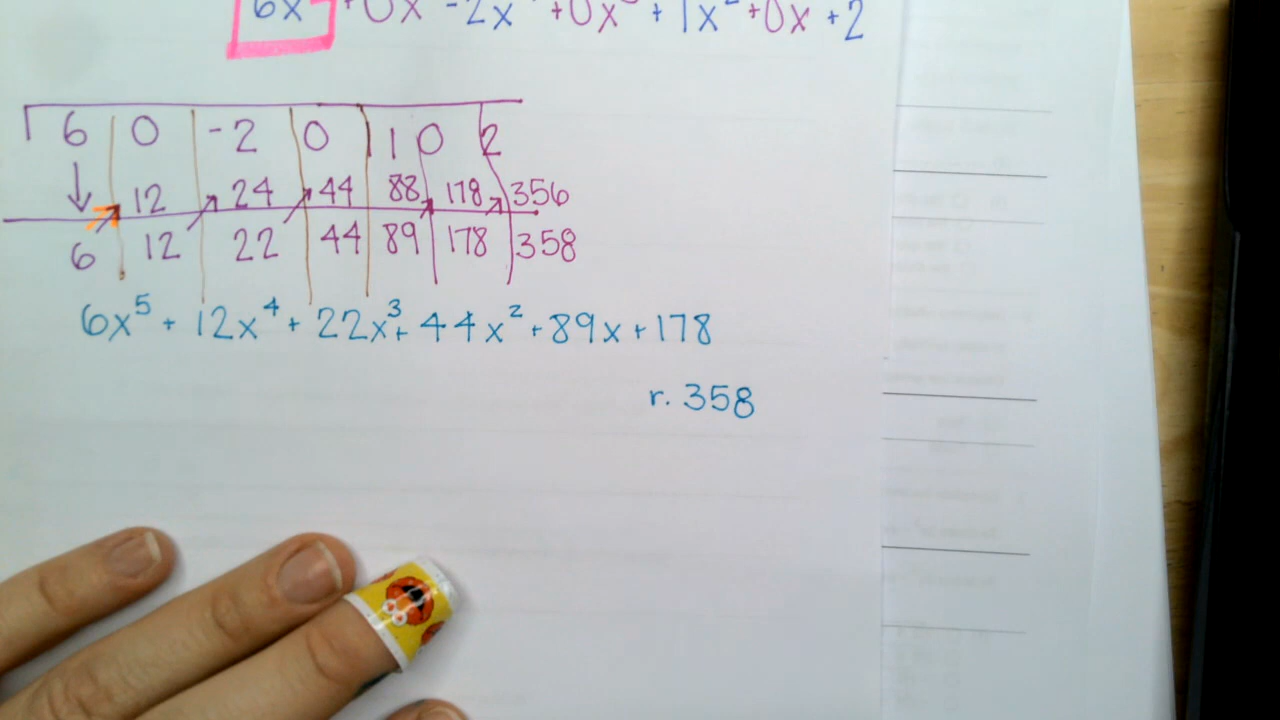 6x +0x -2x +0x + 1x +0x +2
6 0 -2 0 1 0 2
12 24 44 88 178 356
6 12 22 44 89 178 358
6x⁵ + 12x⁴ + 22x³ + 44x² + 89x + 178
r. 358